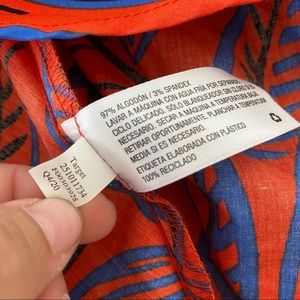 97% ALGODÓN / 3% SPANDEX
LAVAR A MÁQUINA CON AGUA FRÍA POR SEPARADO
CICLO DELICADO. SÓLO BLANQUEADOR SIN CLORO SI ES
NECESARIO. SECAR A MÁQUINA A TEMPERATURA BAJA.
RETIRAR OPORTUNAMENTE. PLANCHAR A TEMPERATURA
MEDIA SI ES NECESARIO.
ETIQUETA ELABORADA CON PLÁSTICO
100% RECICLADO
Target
251011734
Q4/20